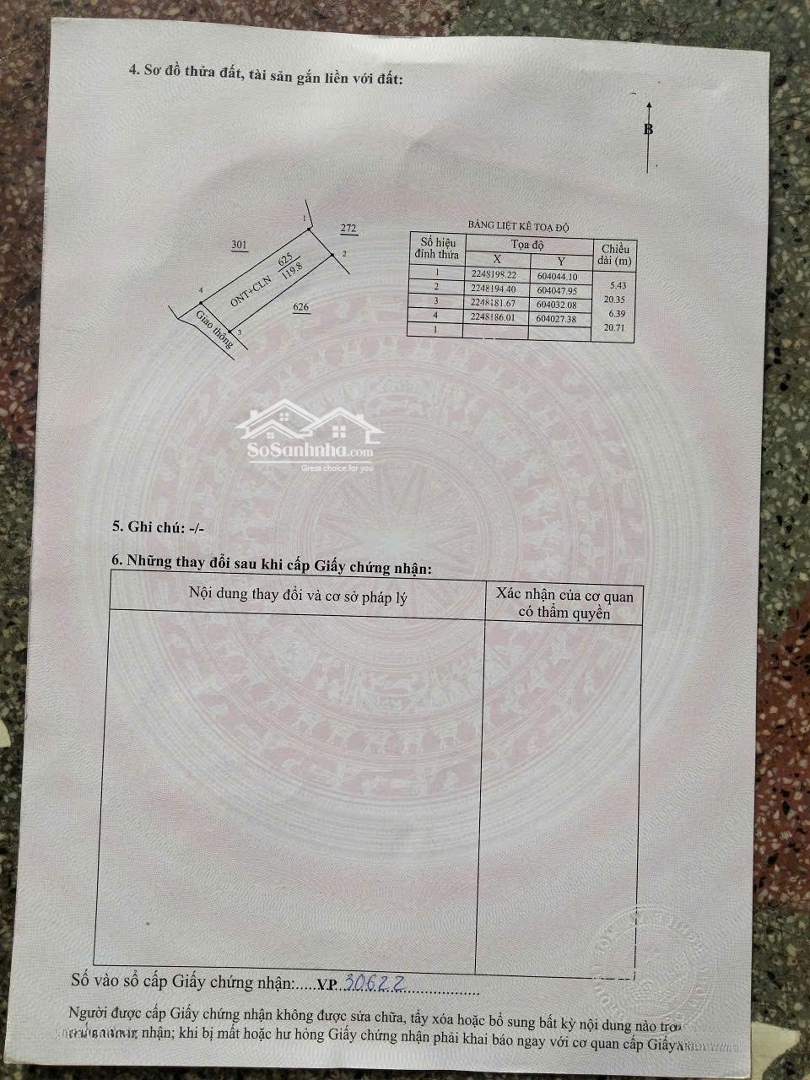 4. Sơ đồ thửa đất, tài sản gắn liền với đất:
B
1
272
301
2
625
ONT+CLN 119.8
4
626
Giao thông
3
BẢNG LIỆT KÊ TOẠ ĐỘ
Số hiệu đỉnh thửa Tọa độ Chiều dài (m)
X Y
1 2248198.22 604044.10
5.43
2 2248194.40 604047.95
20.35
3 2248181.67 604032.08
6.39
4 2248186.01 604027.38
20.71
1
SoSanhnha.com
Great choice for you
5. Ghi chú: -/-
6. Những thay đổi sau khi cấp Giấy chứng nhận:
Nội dung thay đổi và cơ sở pháp lý
Xác nhận của cơ quan
có thẩm quyền
Số vào sổ cấp Giấy chứng nhận:.....VP.30622
Người được cấp Giấy chứng nhận không được sửa chữa, tẩy xóa hoặc bổ sung bất kỳ nội dung nào
nhận; khi bị mất hoặc hư hỏng Giấy chứng nhận phải khai báo ngay với cơ quan cấp Giấy